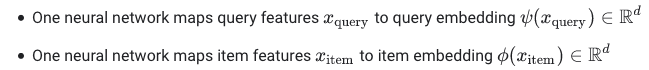 • One neural network maps query features x_query to query embedding ψ(x_query) ∈ ℝ^d
• One neural network maps item features x_item to item embedding ϕ(x_item) ∈ ℝ^d